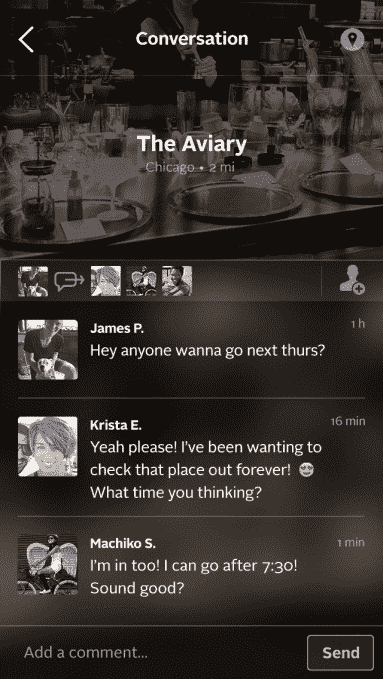 Conversation
The Aviary
Chicago • 2 mi
James P.
1 h
Hey anyone wanna go next thurs?
Krista E.
16 min
Yeah please! I've been wanting to
check that place out forever! 😍
What time you thinking?
Machiko S.
1 min
I'm in too! I can go after 7:30!
Sound good?
Add a comment...
Send